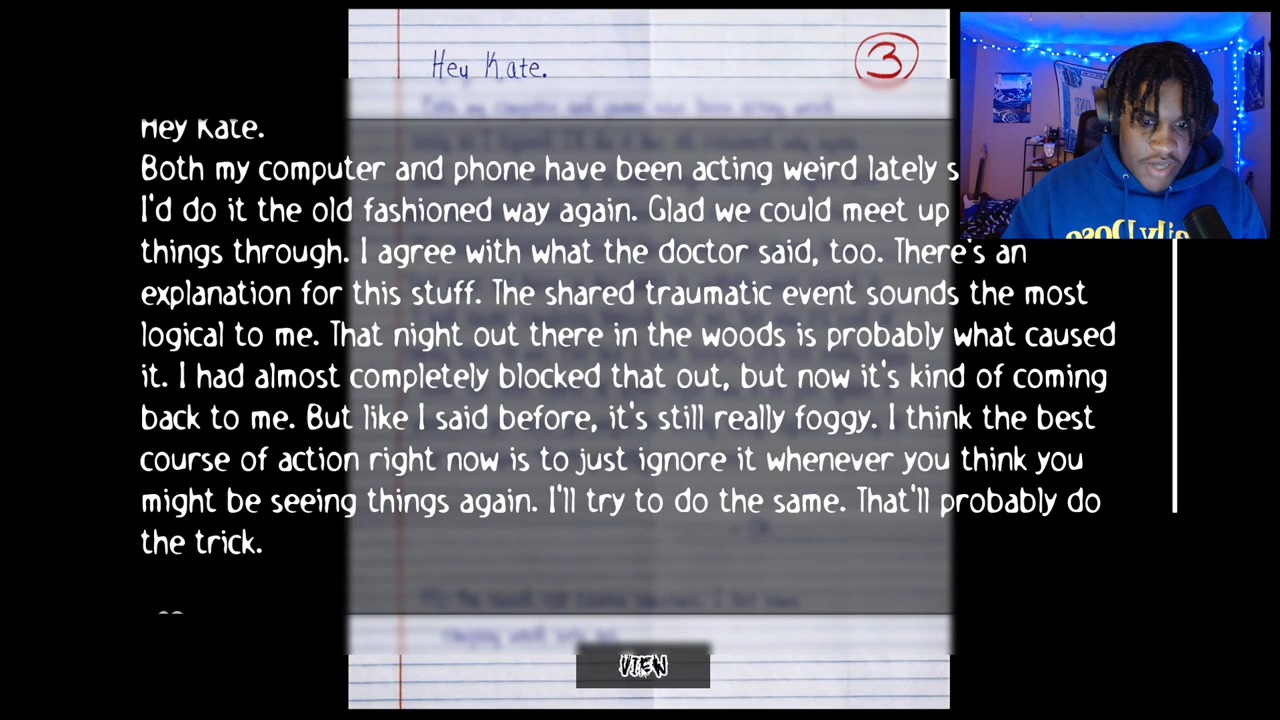 Hey Kate.
3
Hey Kate.
Both my computer and phone have been acting weird lately s
I'd do it the old fashioned way again. Glad we could meet up
things through. I agree with what the doctor said, too. There's an
explanation for this stuff. The shared traumatic event sounds the most
logical to me. That night out there in the woods is probably what caused
it. I had almost completely blocked that out, but now it's kind of coming
back to me. But like I said before, it's still really foggy. I think the best
course of action right now is to just ignore it whenever you think you
might be seeing things again. I'll try to do the same. That'll probably do
the trick.
VIEW